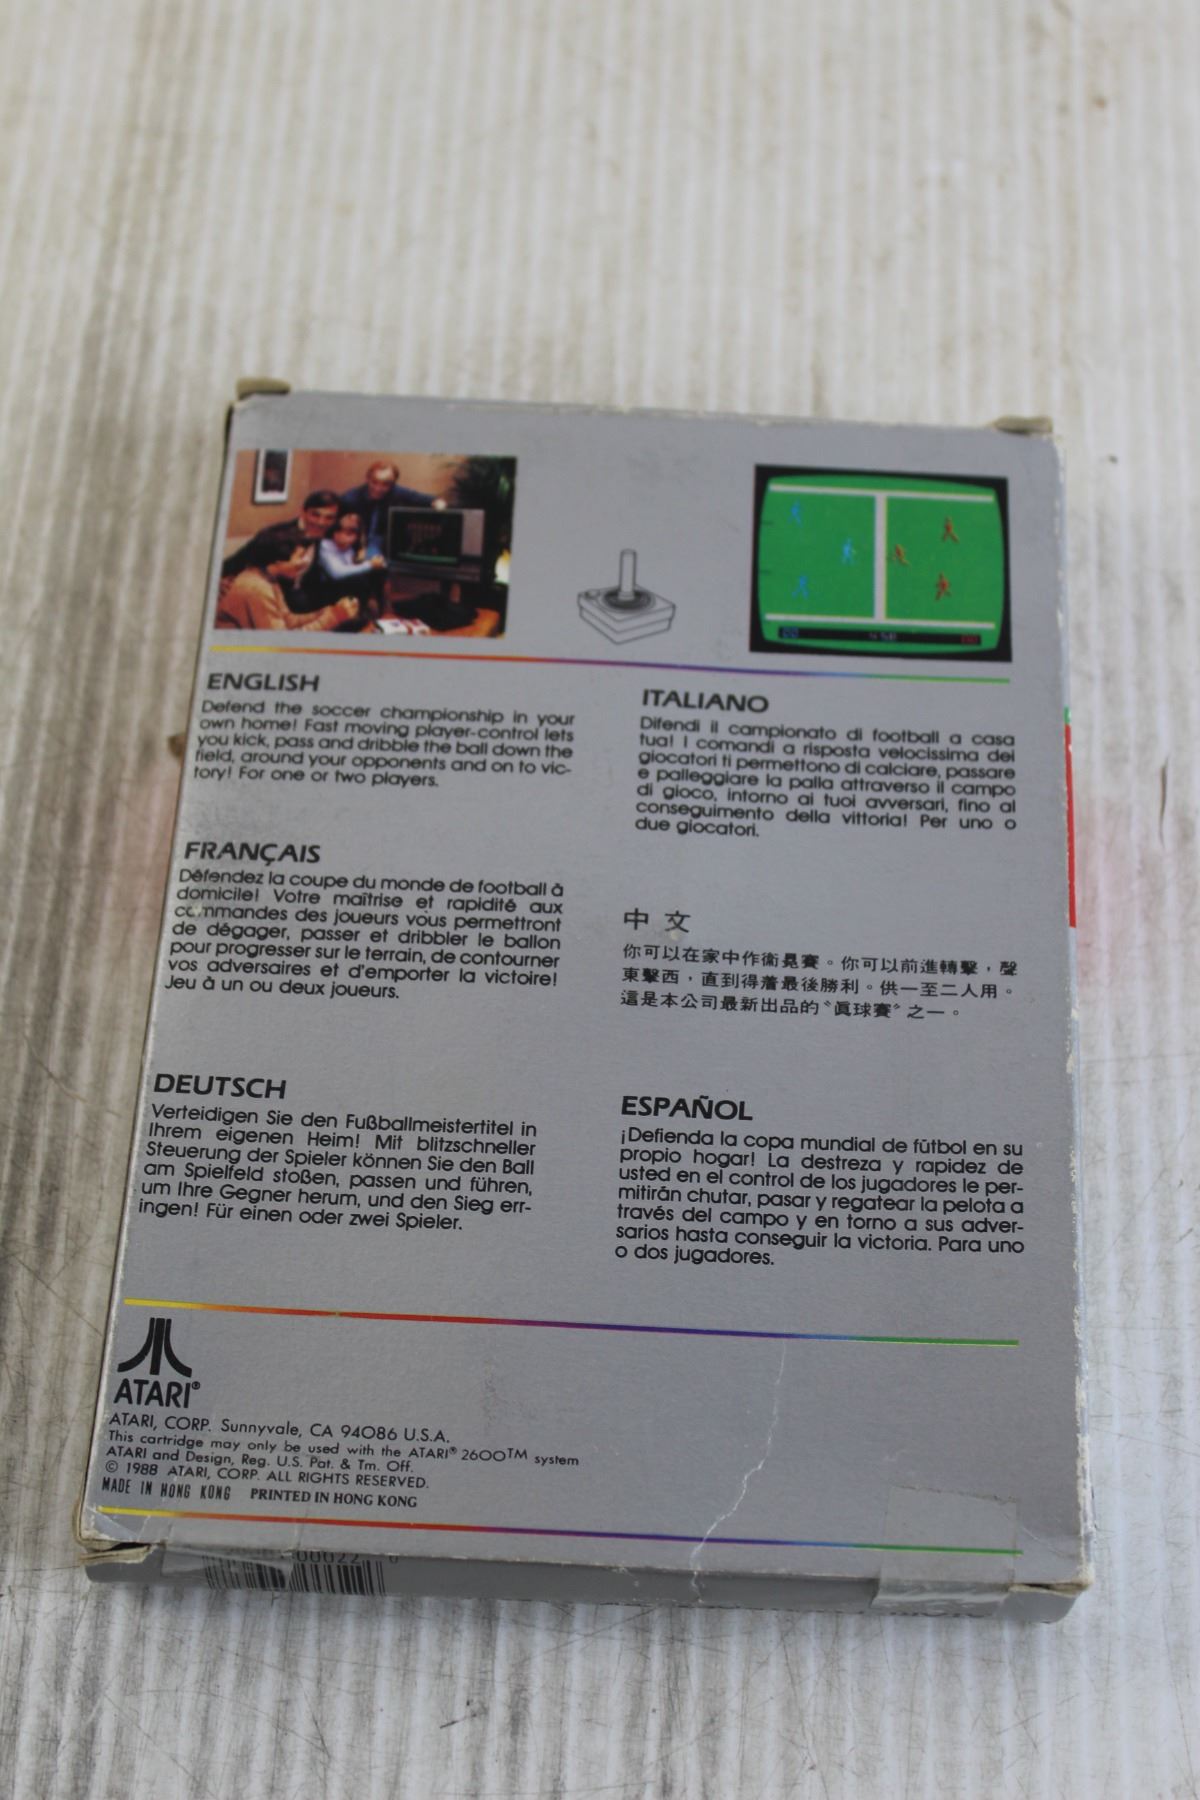 ENGLISH
Defend the soccer championship in your
own home! Fast moving player-control lets
you kick, pass and dribble the ball down the
field, around your opponents and on to vic-
tory! For one or two players.
FRANÇAIS
Défendez la coupe du monde de football à
domicile! Votre maîtrise et rapidité aux
commandes des joueurs vous permettront
de dégager, passer et dribbler le ballon
pour progresser sur le terrain, de contourner
vos adversaires et d'emporter la victoire!
Jeu à un ou deux joueurs.
DEUTSCH
Verteidigen Sie den Fußballmeistertitel in
Ihrem eigenen Heim! Mit blitzschneller
Steuerung der Spieler können Sie den Ball
am Spielfeld stoßen, passen und führen,
um Ihre Gegner herum, und den Sieg err-
ingen! Für einen oder zwei Spieler.
ITALIANO
Difendi il campionato di football a casa
tua! I comandi a risposta velocissima dei
giocatori ti permettono di calciare, passare
e palleggiare la palla attraverso il campo
di gioco, intorno ai tuoi avversari, fino al
conseguimento della vittoria! Per uno o
due giocatori.
中文
你可以在家中作衛冕賽。你可以前進轉擊，聲
東擊西，直到得着最後勝利。供一至二人用。
這是本公司最新出品的“眞球賽”之一。
ESPAÑOL
¡Defienda la copa mundial de fútbol en su
propio hogar! La destreza y rapidez de
usted en el control de los jugadores le per-
mitirán chutar, pasar y regatear la pelota a
través del campo y en torno a sus adver-
sarios hasta conseguir la victoria. Para uno
o dos jugadores.
ATARI®
ATARI, CORP. Sunnyvale, CA 94086 U.S.A.
This cartridge may only be used with the ATARI® 2600™ system
ATARI and Design, Reg. U.S. Pat. & Tm. Off.
© 1988 ATARI, CORP. ALL RIGHTS RESERVED.
MADE IN HONG KONG PRINTED IN HONG KONG